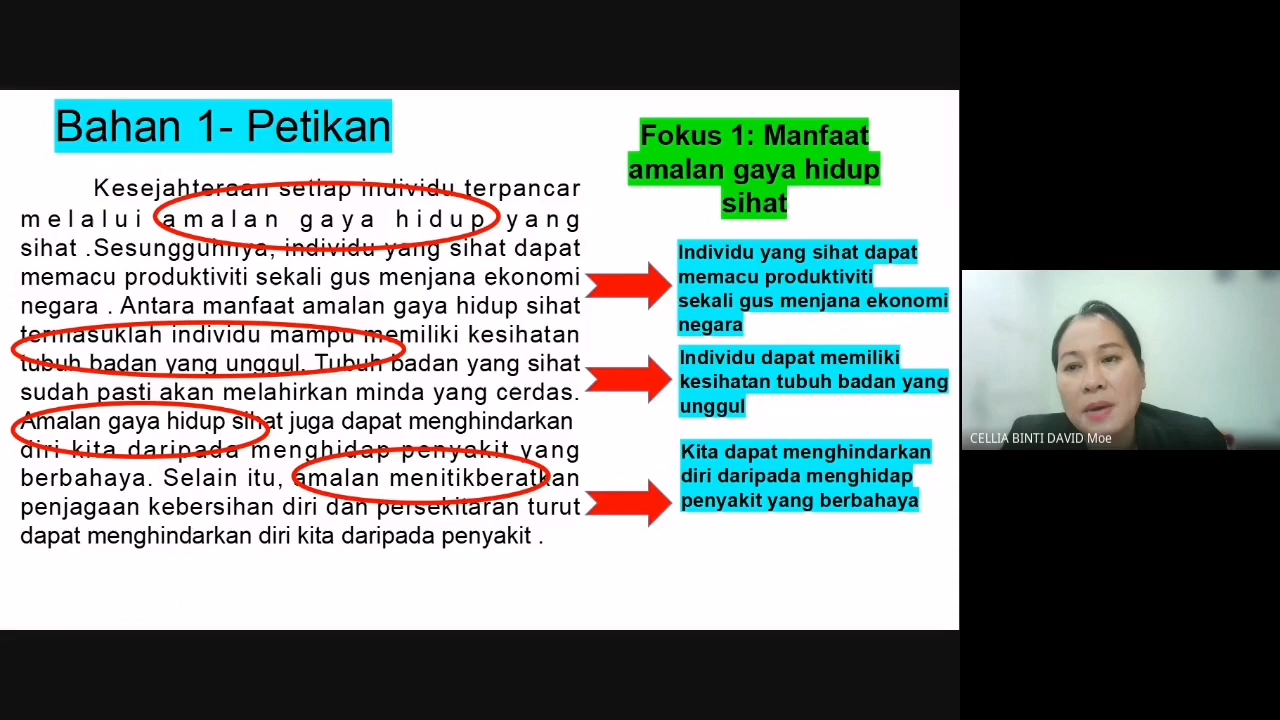 Bahan 1- Petikan
Kesejahteraan setiap individu terpancar
melalui amalan gaya hidup yang
sihat .Sesungguhnya, individu yang sihat dapat
memacu produktiviti sekali gus menjana ekonomi
negara . Antara manfaat amalan gaya hidup sihat
termasuklah individu mampu memiliki kesihatan
tubuh badan yang unggul. Tubuh badan yang sihat
sudah pasti akan melahirkan minda yang cerdas.
Amalan gaya hidup sihat juga dapat menghindarkan
diri kita daripada menghidap penyakit yang
berbahaya. Selain itu, amalan menitikberatkan
penjagaan kebersihan diri dan persekitaran turut
dapat menghindarkan diri kita daripada penyakit .
Fokus 1: Manfaat
amalan gaya hidup
sihat
Individu yang sihat dapat
memacu produktiviti
sekali gus menjana ekonomi
negara
Individu dapat memiliki
kesihatan tubuh badan yang
unggul
Kita dapat menghindarkan
diri daripada menghidap
penyakit yang berbahaya
CELLIA BINTI DAVID Moe